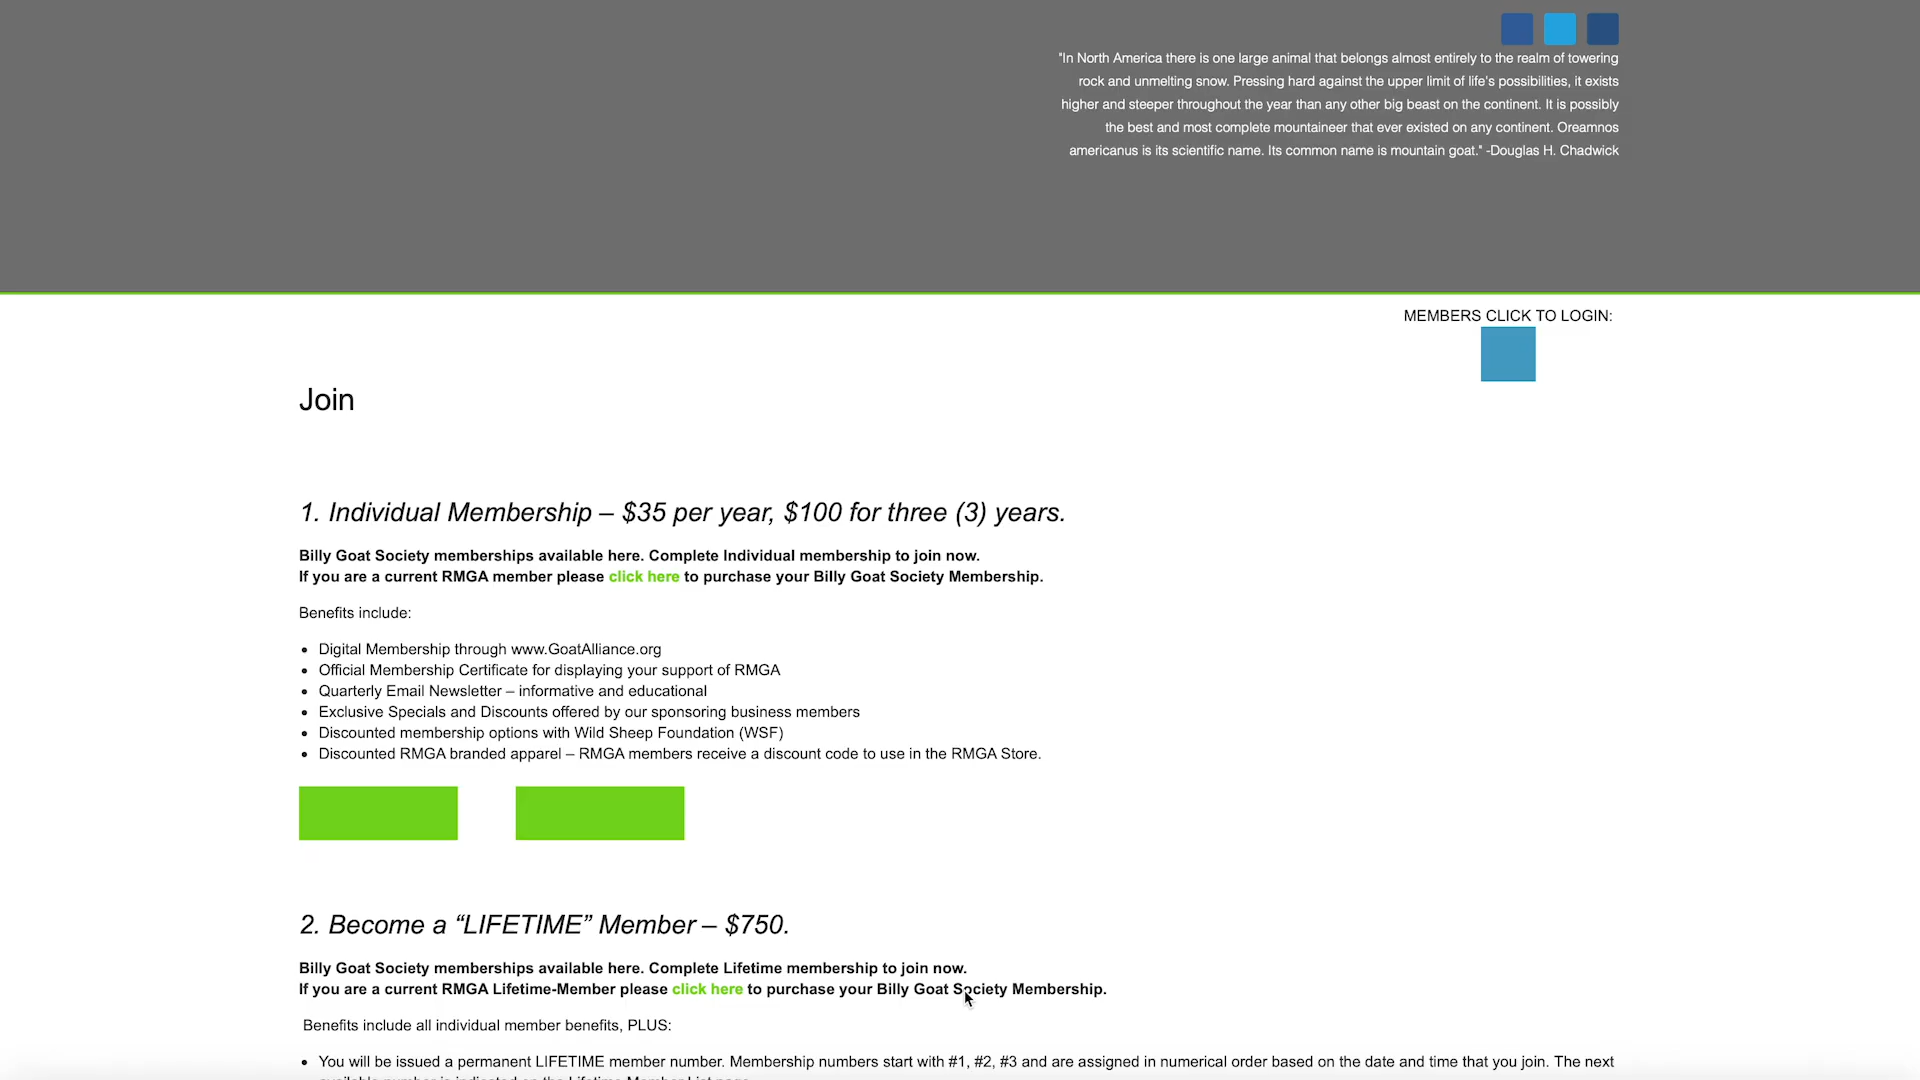 "In North America there is one large animal that belongs almost entirely to the realm of towering
rock and unmelting snow. Pressing hard against the upper limit of life's possibilities, it exists
higher and steeper throughout the year than any other big beast on the continent. It is possibly
the best and most complete mountaineer that ever existed on any continent. Oreamnos
americanus is its scientific name. Its common name is mountain goat." -Douglas H. Chadwick
MEMBERS CLICK TO LOGIN:
Join
1. Individual Membership – $35 per year, $100 for three (3) years.
Billy Goat Society memberships available here. Complete Individual membership to join now.
If you are a current RMGA member please click here to purchase your Billy Goat Society Membership.
Benefits include:
• Digital Membership through www.GoatAlliance.org
• Official Membership Certificate for displaying your support of RMGA
• Quarterly Email Newsletter – informative and educational
• Exclusive Specials and Discounts offered by our sponsoring business members
• Discounted membership options with Wild Sheep Foundation (WSF)
• Discounted RMGA branded apparel – RMGA members receive a discount code to use in the RMGA Store.
2. Become a “LIFETIME” Member – $750.
Billy Goat Society memberships available here. Complete Lifetime membership to join now.
If you are a current RMGA Lifetime-Member please click here to purchase your Billy Goat Society Membership.
Benefits include all individual member benefits, PLUS:
• You will be issued a permanent LIFETIME member number. Membership numbers start with #1, #2, #3 and are assigned in numerical order based on the date and time that you join. The next